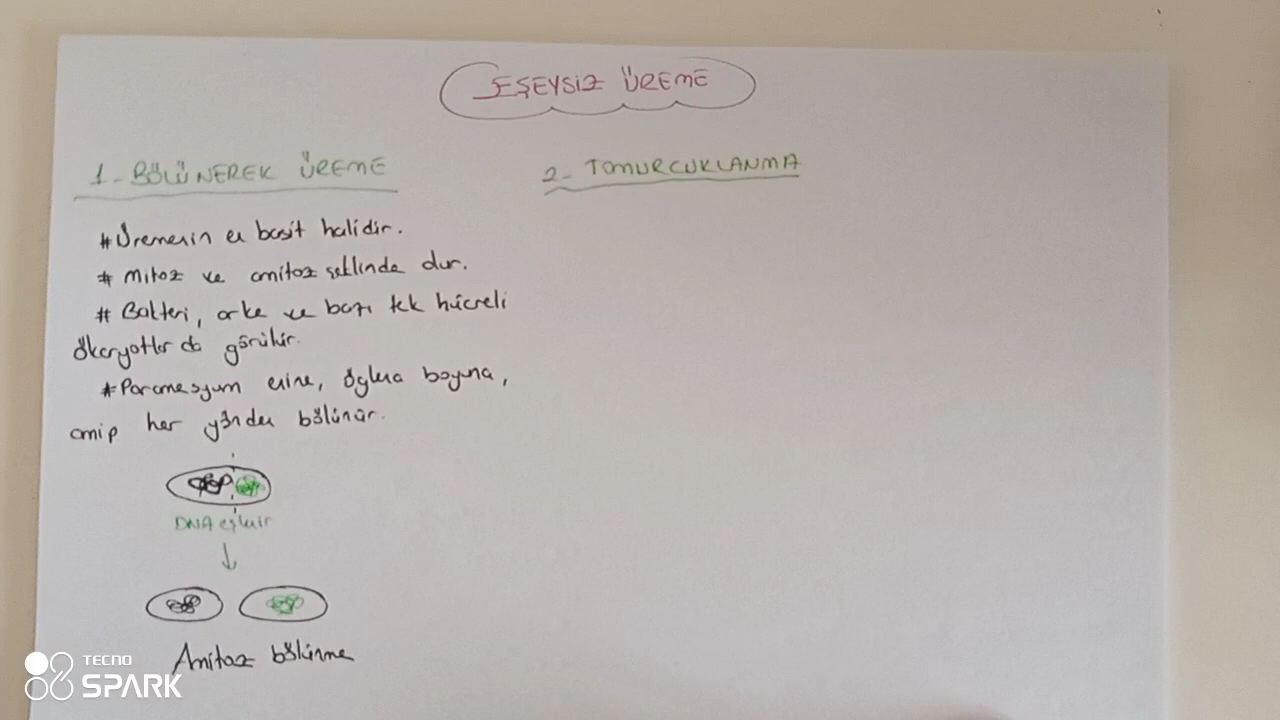 EŞEYSİZ ÜREME
1- BÖLÜNEREK ÜREME
# Üremenin en basit halidir.
# Mitoz ve amitoz şeklinde dur.
# Bakteri, arke ve bazı tek hücreli
ökaryotlar da görülür.
# Paramesyum enine, öglena boyuna,
amip her yönden bölünür.
DNA eşlenir
Amitoz bölünme
2- TOMURCUKLANMA
TECNO
SPARK